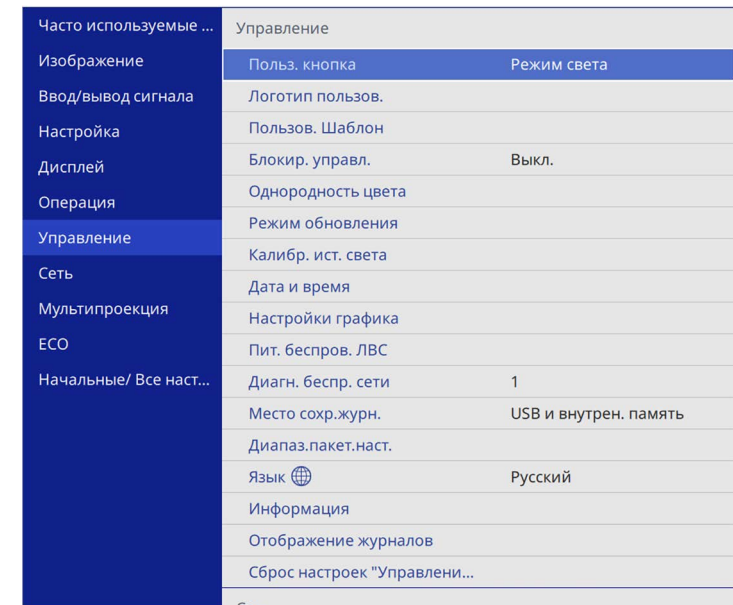 Часто используемые ...
Изображение
Ввод/вывод сигнала
Настройка
Дисплей
Операция
Управление
Сеть
Мультипроекция
ECO
Начальные/ Все наст...
Управление
Польз. кнопка Режим света
Логотип пользов.
Пользов. Шаблон
Блокир. управл. Выкл.
Однородность цвета
Режим обновления
Калибр. ист. света
Дата и время
Настройки графика
Пит. беспров. ЛВС
Диагн. беспр. сети 1
Место сохр.журн. USB и внутрен. память
Диапаз.пакет.наст.
Язык Русский
Информация
Отображение журналов
Сброс настроек "Управлени...